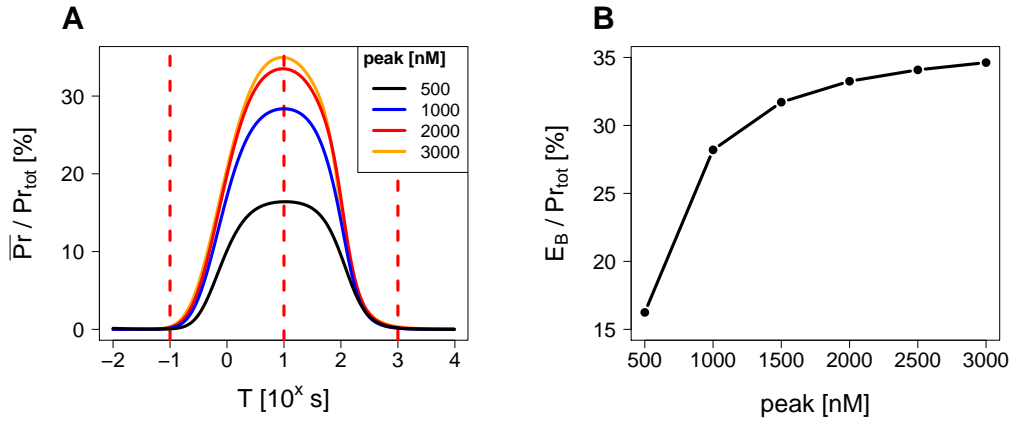 A
P̅r̅ / Pr_tot [%]
30
20
10
0
−2 −1 0 1 2 3 4
T [10^x s]
peak [nM]
500
1000
2000
3000
B
E_B / Pr_tot [%]
35
30
25
20
15
500 1000 1500 2000 2500 3000
peak [nM]